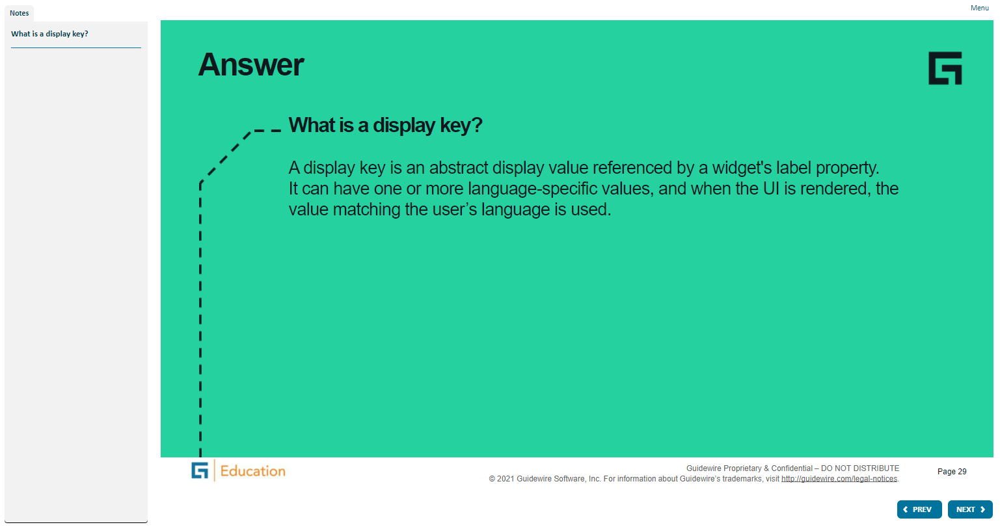 Notes
Menu
What is a display key?
Answer
What is a display key?
A display key is an abstract display value referenced by a widget's label property.
It can have one or more language-specific values, and when the UI is rendered, the
value matching the user’s language is used.
Education
Guidewire Proprietary & Confidential – DO NOT DISTRIBUTE
© 2021 Guidewire Software, Inc. For information about Guidewire’s trademarks, visit http://guidewire.com/legal-notices.
Page 29
PREV
NEXT